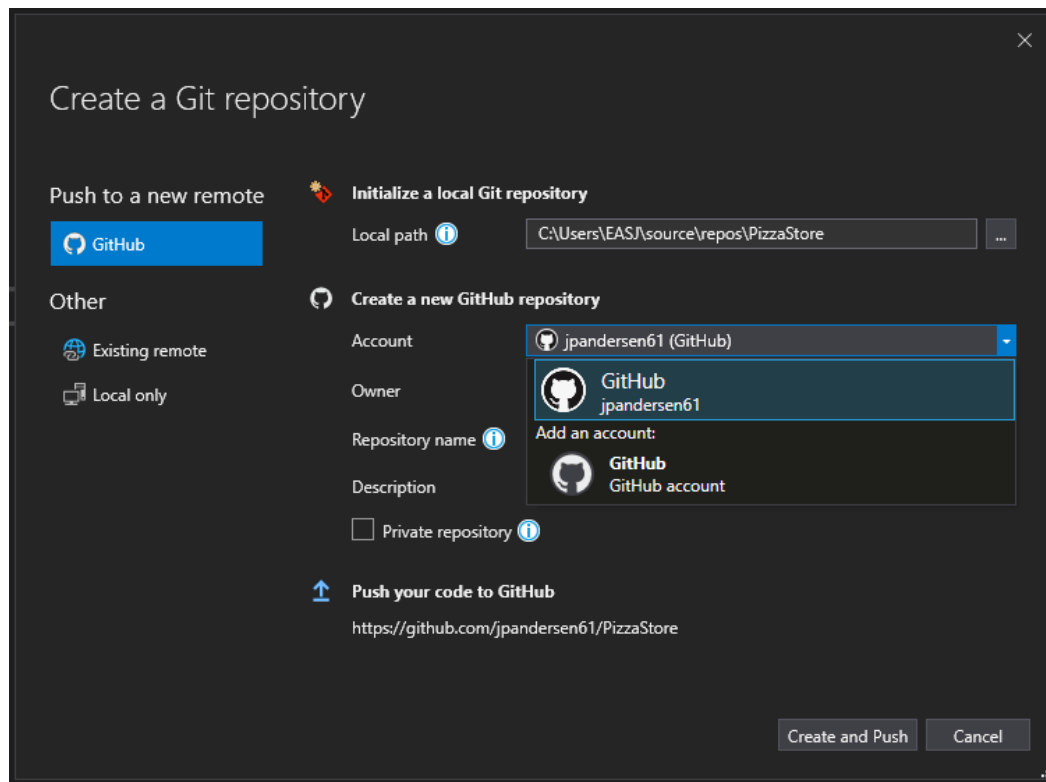 Create a Git repository
Push to a new remote
GitHub
Other
Existing remote
Local only
Initialize a local Git repository
Local path C:\Users\EASJ\source\repos\PizzaStore ...
Create a new GitHub repository
Account jpandersen61 (GitHub)
GitHub
jpandersen61
Add an account:
GitHub
GitHub account
Owner
Repository name
Description
Private repository
Push your code to GitHub
https://github.com/jpandersen61/PizzaStore
Create and Push Cancel